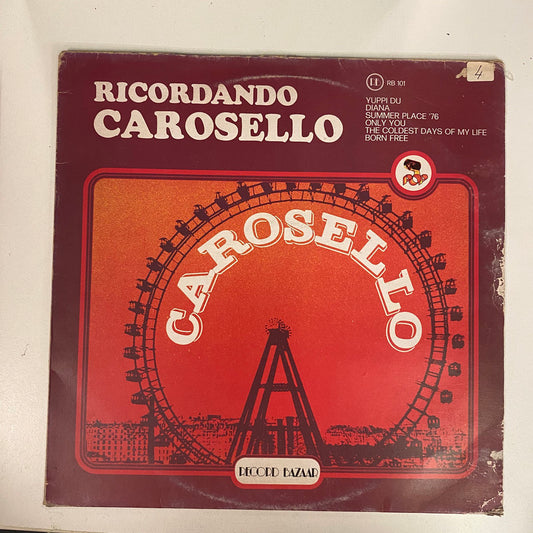 RICORDANDO
CAROSELLO
RB 101
4
YUPPI DU
DIANA
SUMMER PLACE '76
ONLY YOU
THE COLDEST DAYS OF MY LIFE
BORN FREE
POP
CAROSELLO
RECORD BAZAAR